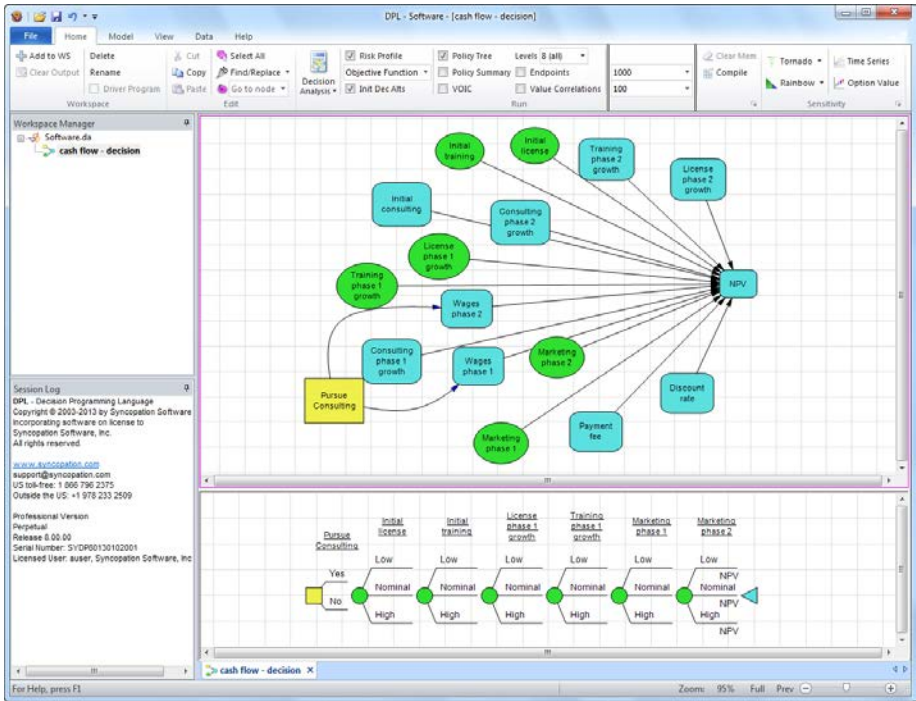 DPL - Software - [cash flow - decision]
File Home Model View Data Help
Add to WS Delete Cut Select All Risk Profile Policy Tree Levels 8 (all) Clear Mem Tornado Time Series
Clear Output Rename Copy Find/Replace Decision Analysis Objective Function Policy Summary Endpoints 1000 Compile Rainbow Option Value
Driver Program Paste Go to node Init Dec Alts VOIC Value Correlations 100
Workspace Edit Run Sensitivity
Workspace Manager
Software.da
cash flow - decision
Initial
training
Initial
license
Training
phase 2
growth
License
phase 2
growth
Initial
consulting
Consulting
phase 2
growth
License
phase 1
growth
Training
phase 1
growth
NPV
Wages
phase 2
Consulting
phase 1
growth
Wages
phase 1
Marketing
phase 2
Pursue
Consulting
Discount
rate
Payment
fee
Marketing
phase 1
Session Log
DPL - Decision Programming Language
Copyright © 2003-2013 by Syncopation Software
Incorporating software on license to
Syncopation Software, Inc.
All rights reserved.
www.syncopation.com
support@syncopation.com
US toll-free: 1 866 796 2375
Outside the US: +1 978 233 2509
Professional Version
Perpetual
Release 8.00.00
Serial Number: SYDP80130102001
Licensed User: auser, Syncopation Software, Inc
Pursue
Consulting
Initial
license
Initial
training
License
phase 1
growth
Training
phase 1
growth
Marketing
phase 1
Marketing
phase 2
Yes
No
Low Low Low Low Low Low
NPV
Nominal Nominal Nominal Nominal Nominal Nominal
NPV
High High High High High High
NPV
cash flow - decision
For Help, press F1
Zoom: 95% Full Prev